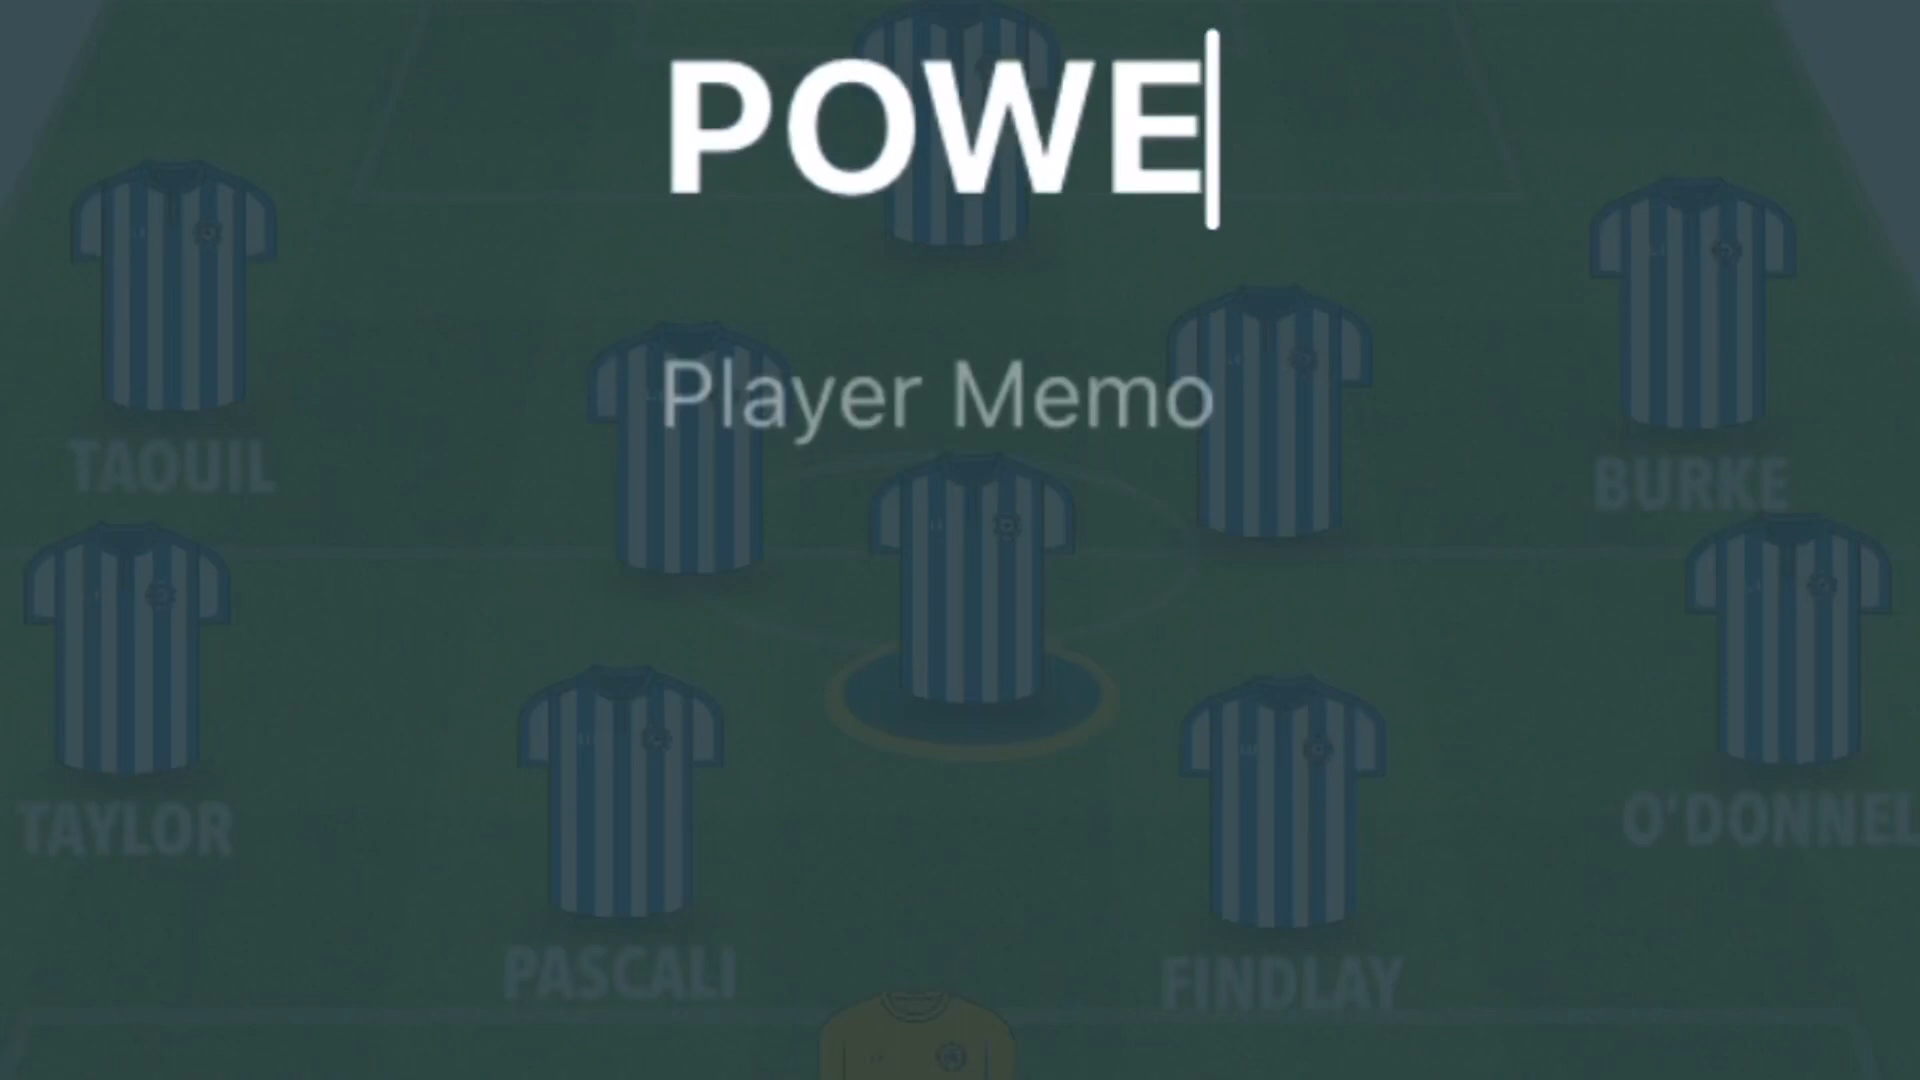 POWE
Player Memo
TAOUIL
BURKE
TAYLOR
O'DONNEL
PASCALI
FINDLAY